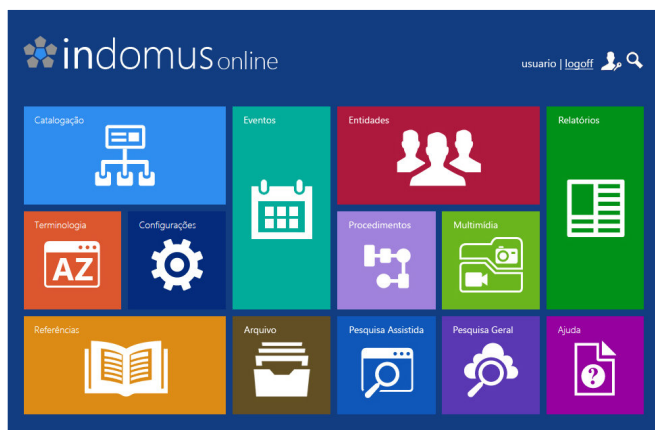 indomus online
usuario | logoff
Catalogação
Eventos
Entidades
Relatórios
Terminologia
AZ
Configurações
Procedimentos
Multimídia
Referências
Arquivo
Pesquisa Assistida
Pesquisa Geral
Ajuda
?